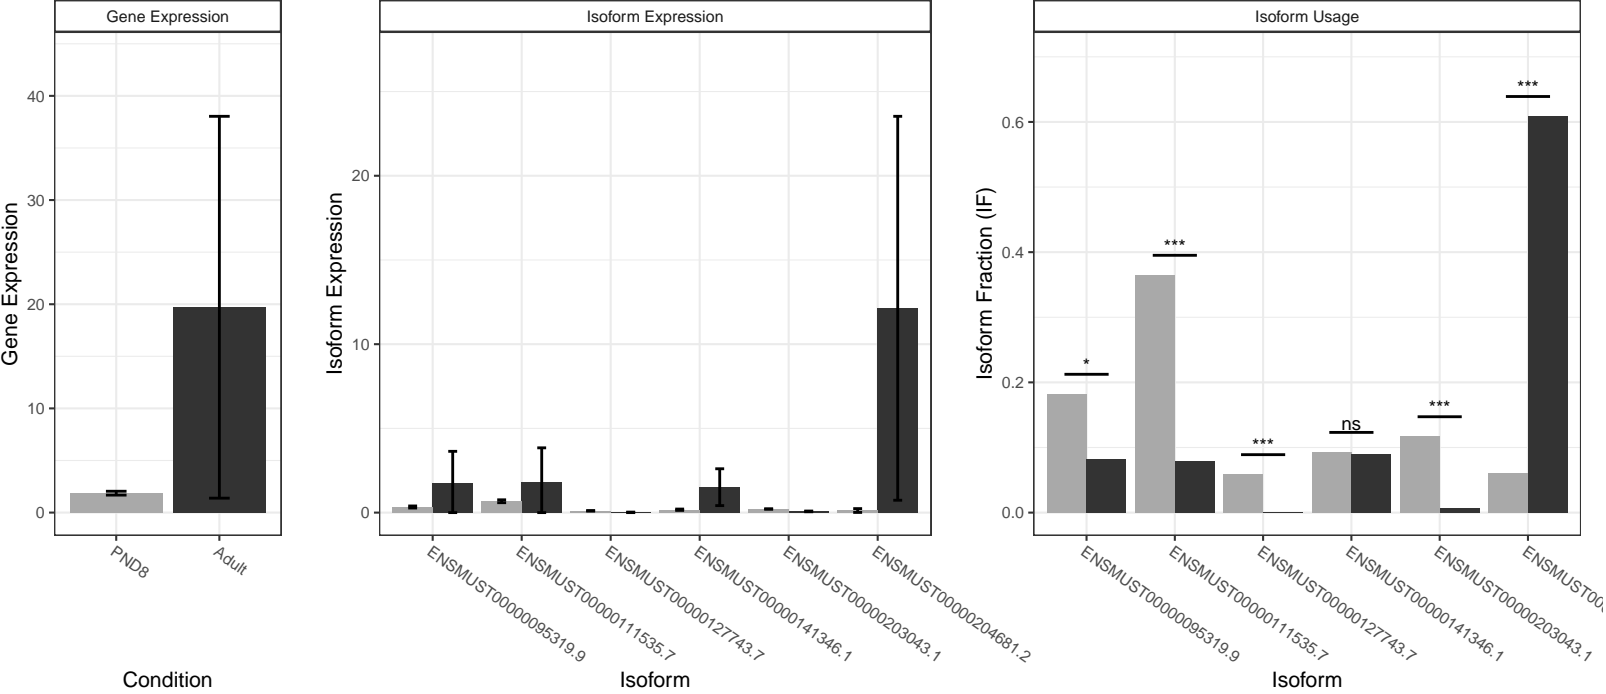 Gene Expression
Isoform Expression
Isoform Usage
Gene Expression
40
30
20
10
0
PND8
Adult
Condition
Isoform Expression
20
10
0
ENSMUST00000095319.9
ENSMUST00000111535.7
ENSMUST00000127743.7
ENSMUST00000141346.1
ENSMUST00000203043.1
ENSMUST00000204681.2
Isoform
Isoform Fraction (IF)
0.6
0.4
0.2
0.0
*
***
***
ns
***
***
ENSMUST00000095319.9
ENSMUST00000111535.7
ENSMUST00000127743.7
ENSMUST00000141346.1
ENSMUST00000203043.1
Isoform